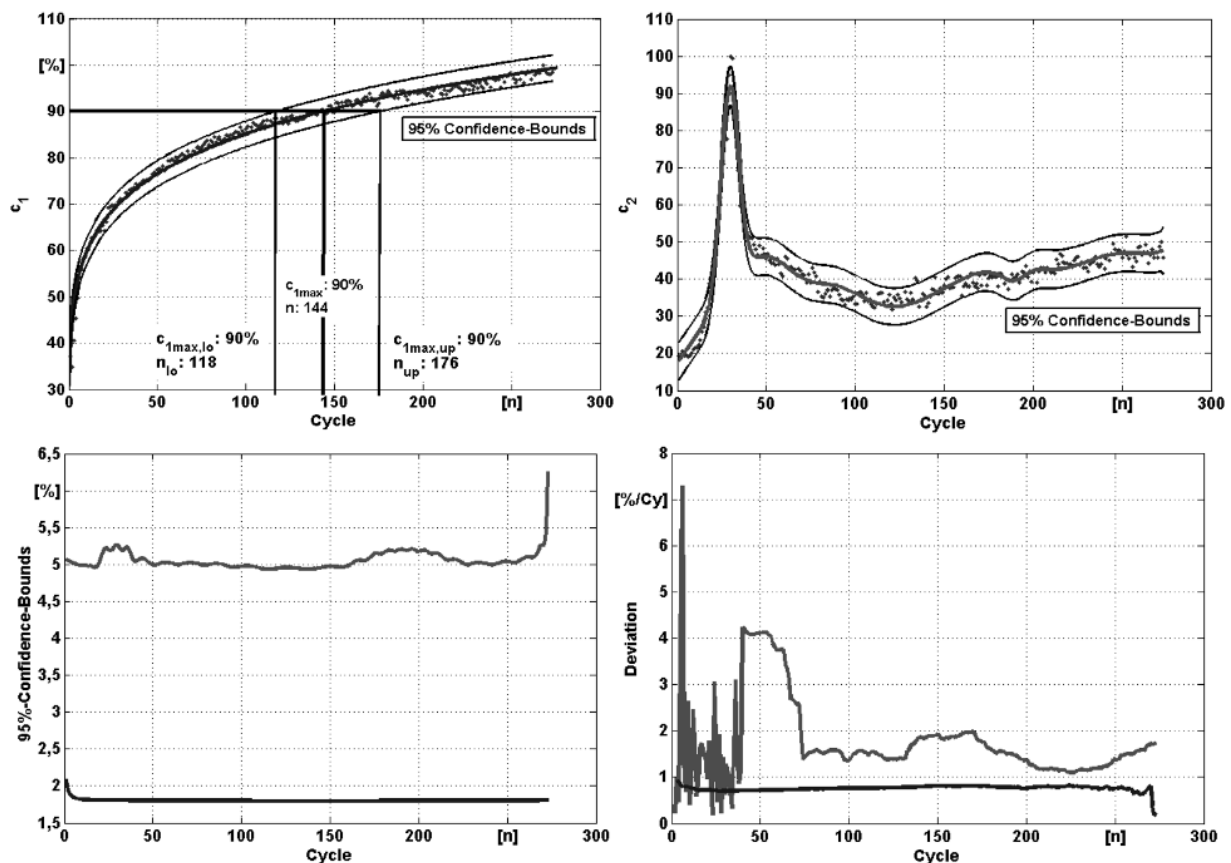 100
[%]
90
80
70
60
50
40
30
c1
95% Confidence-Bounds
c1max: 90%
n: 144
c1max,lo: 90%
nlo: 118
c1max,up: 90%
nup: 176
0 50 100 150 200 [n] 300
Cycle
110
100
90
80
70
60
50
40
30
20
10
c2
95% Confidence-Bounds
0 50 100 150 200 [n] 300
Cycle
6,5
[%]
5,5
5
4,5
4
3,5
3
2,5
2
1,5
95%-Confidence-Bounds
0 50 100 150 200 [n] 300
Cycle
8
[%/Cy]
6
5
4
3
2
1
0
Deviation
0 50 100 150 200 [n] 300
Cycle